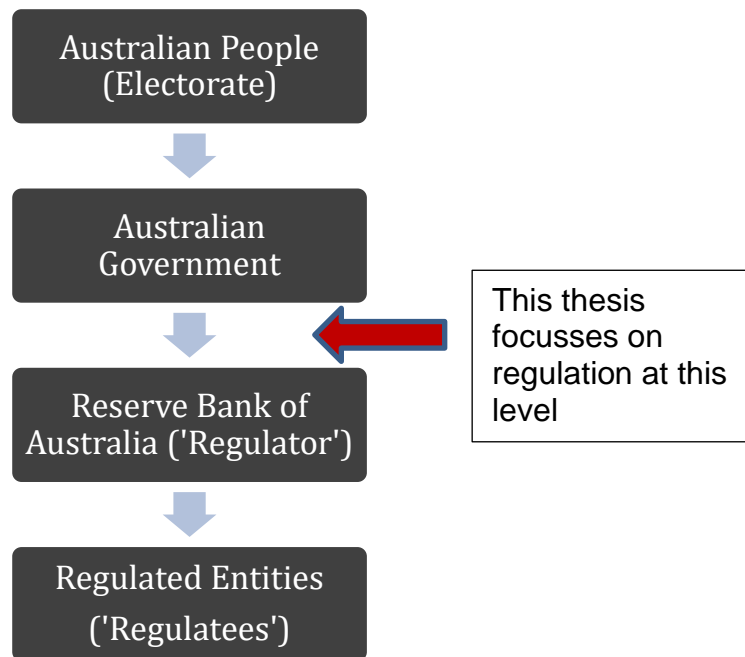 Australian People
(Electorate)
Australian
Government
This thesis
focusses on
regulation at this
level
Reserve Bank of
Australia ('Regulator')
Regulated Entities
('Regulatees')